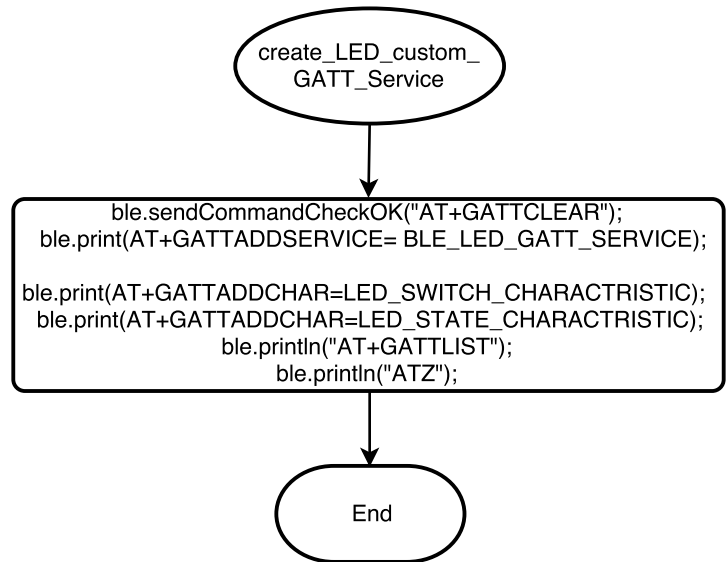 create_LED_custom_
GATT_Service
ble.sendCommandCheckOK("AT+GATTCLEAR");
ble.print(AT+GATTADDSERVICE= BLE_LED_GATT_SERVICE);
ble.print(AT+GATTADDCHAR=LED_SWITCH_CHARACTRISTIC);
ble.print(AT+GATTADDCHAR=LED_STATE_CHARACTRISTIC);
ble.println("AT+GATTLIST");
ble.println("ATZ");
End